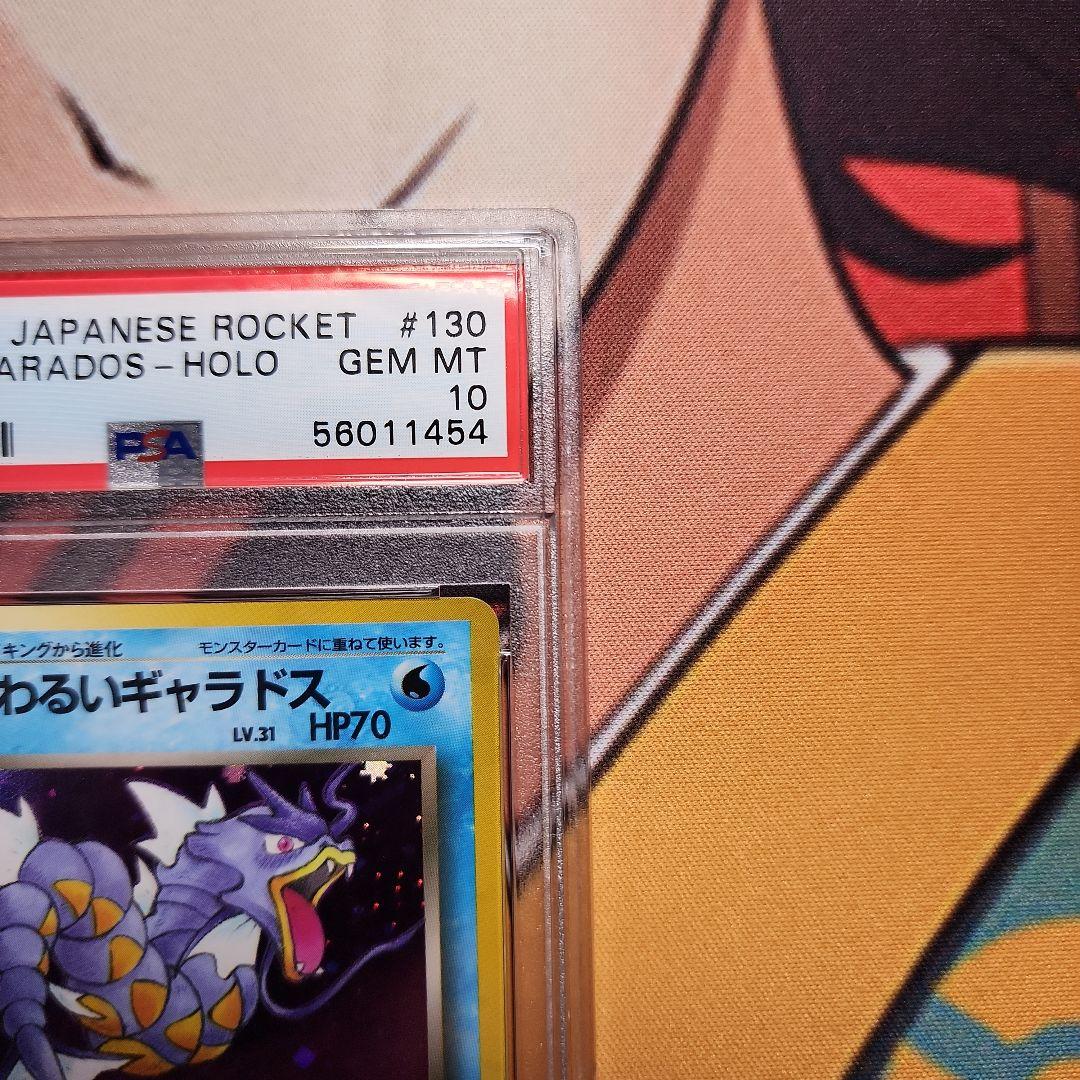 JAPANESE ROCKET #130
ARADOS-HOLO GEM MT
10
PSA 56011454
キングから進化 モンスターカードに重ねて使います。
わるいギャラドス
LV.31 HP70